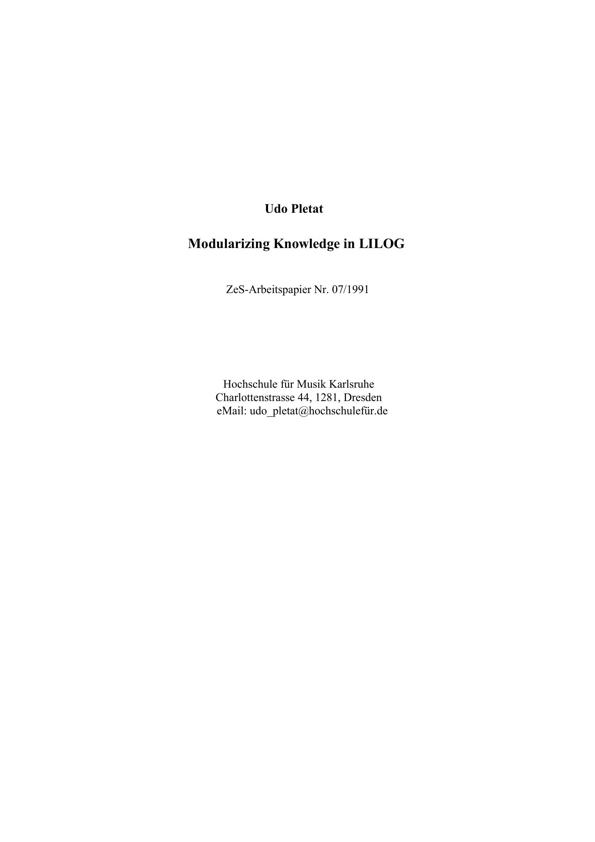 Udo Pletat
Modularizing Knowledge in LILOG
ZeS-Arbeitspapier Nr. 07/1991
Hochschule für Musik Karlsruhe
Charlottenstrasse 44, 1281, Dresden
eMail: udo_pletat@hochschulefür.de